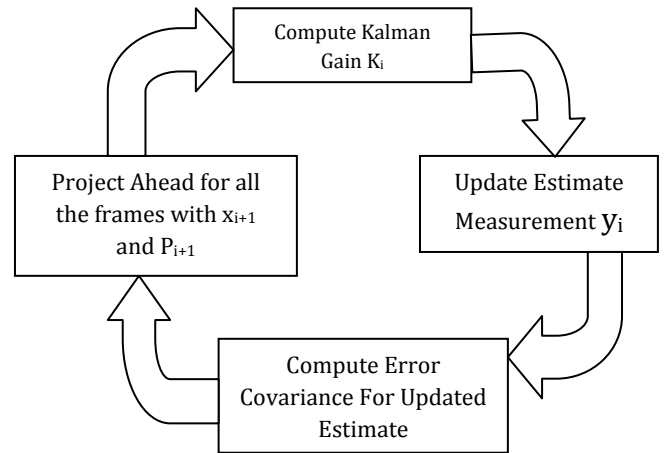 Compute Kalman
Gain Kᵢ
Project Ahead for all
the frames with xᵢ₊₁
and Pᵢ₊₁
Update Estimate
Measurement yᵢ
Compute Error
Covariance For Updated
Estimate